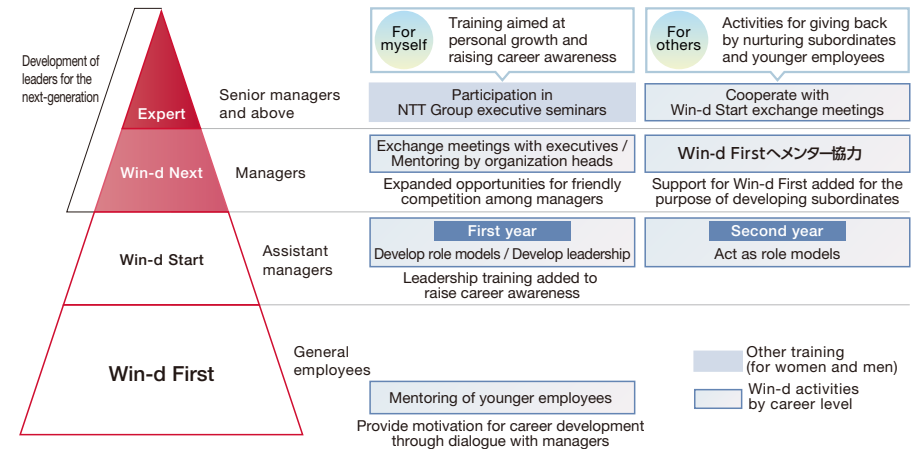 Development of
leaders for the
next-generation
For
myself
Training aimed at
personal growth and
raising career awareness
For
others
Activities for giving back
by nurturing subordinates
and younger employees
Expert
Senior managers
and above
Participation in
NTT Group executive seminars
Cooperate with
Win-d Start exchange meetings
Win-d Next
Managers
Exchange meetings with executives /
Mentoring by organization heads
Expanded opportunities for friendly
competition among managers
Win-d Firstへメンター協力
Support for Win-d First added for the
purpose of developing subordinates
Win-d Start
Assistant
managers
First year
Develop role models / Develop leadership
Leadership training added to
raise career awareness
Second year
Act as role models
Win-d First
General
employees
Mentoring of younger employees
Provide motivation for career development
through dialogue with managers
Other training
(for women and men)
Win-d activities
by career level